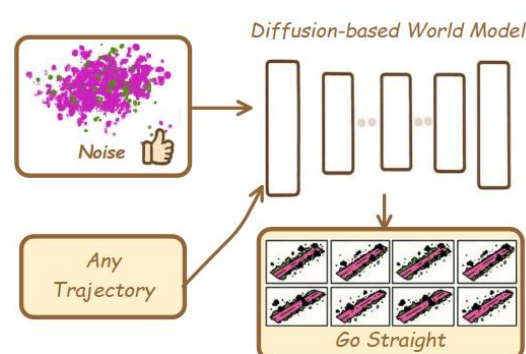 Diffusion-based World Model
Noise
Any
Trajectory
Go Straight